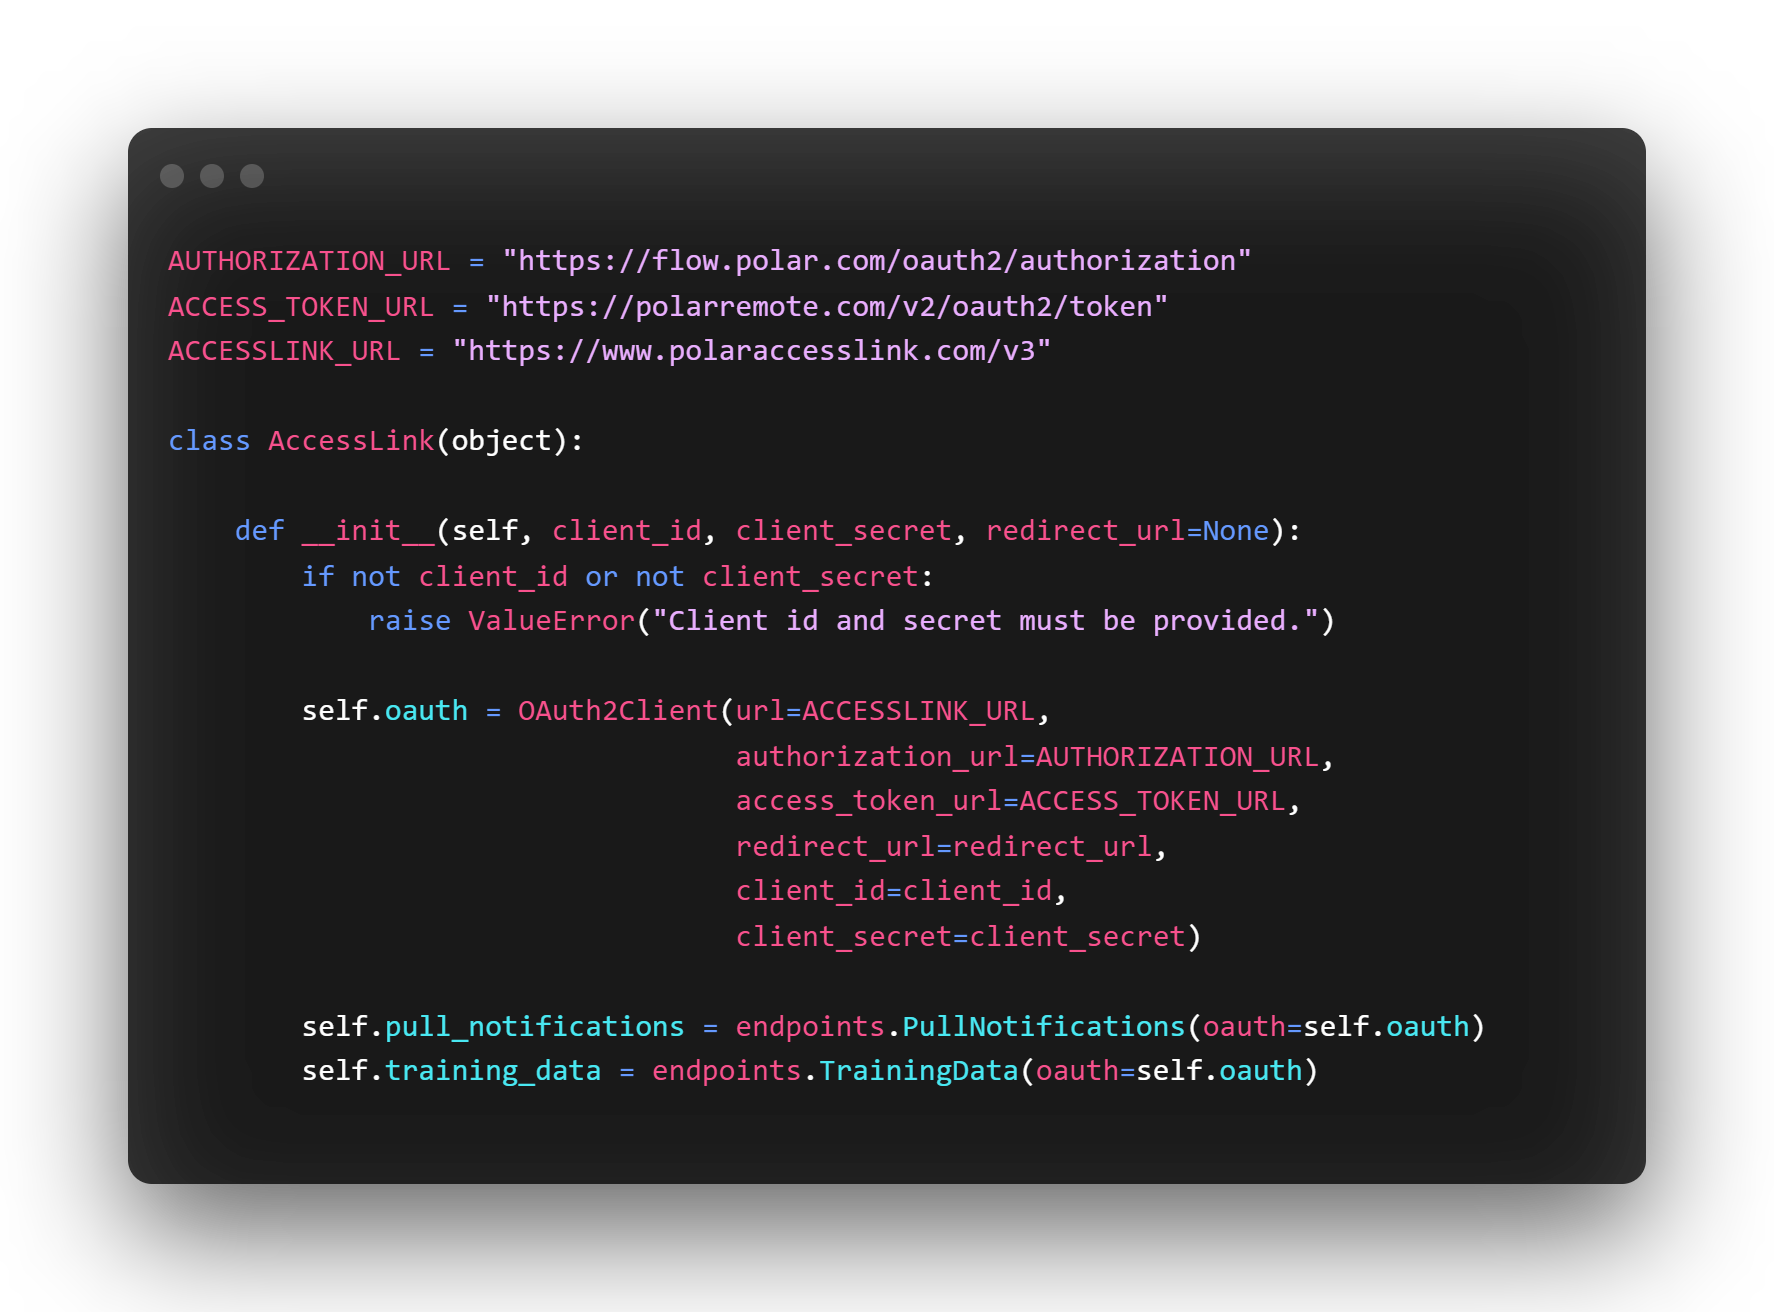 AUTHORIZATION_URL = "https://flow.polar.com/oauth2/authorization"
ACCESS_TOKEN_URL = "https://polarremote.com/v2/oauth2/token"
ACCESSLINK_URL = "https://www.polaraccesslink.com/v3"

class AccessLink(object):

    def __init__(self, client_id, client_secret, redirect_url=None):
        if not client_id or not client_secret:
            raise ValueError("Client id and secret must be provided.")

        self.oauth = OAuth2Client(url=ACCESSLINK_URL,
                                  authorization_url=AUTHORIZATION_URL,
                                  access_token_url=ACCESS_TOKEN_URL,
                                  redirect_url=redirect_url,
                                  client_id=client_id,
                                  client_secret=client_secret)

        self.pull_notifications = endpoints.PullNotifications(oauth=self.oauth)
        self.training_data = endpoints.TrainingData(oauth=self.oauth)